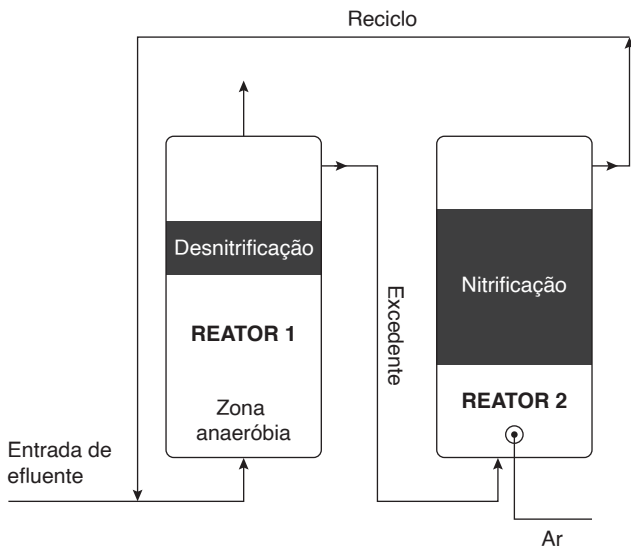 Reciclo
Desnitrificação
REATOR 1
Zona
anaeróbia
Entrada de
efluente
Excedente
Nitrificação
REATOR 2
Ar